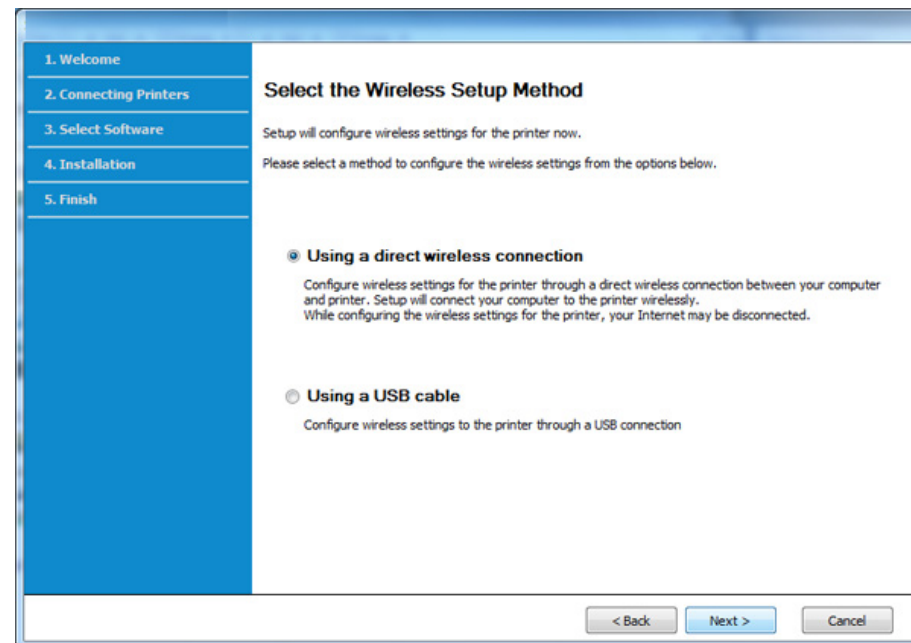 1. Welcome
2. Connecting Printers
3. Select Software
4. Installation
5. Finish
Select the Wireless Setup Method
Setup will configure wireless settings for the printer now.
Please select a method to configure the wireless settings from the options below.
Using a direct wireless connection
Configure wireless settings for the printer through a direct wireless connection between your computer
and printer. Setup will connect your computer to the printer wirelessly.
While configuring the wireless settings for the printer, your Internet may be disconnected.
Using a USB cable
Configure wireless settings to the printer through a USB connection
< Back
Next >
Cancel